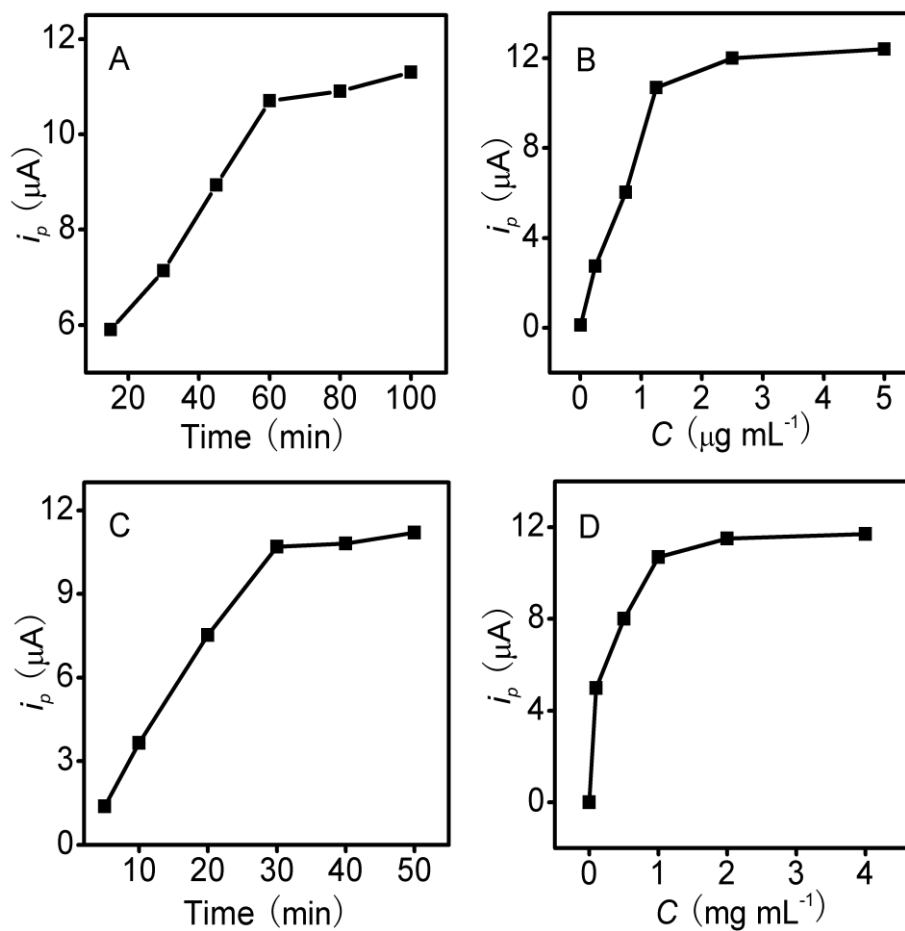 A
12
10
8
6
i_p (μA)
20 40 60 80 100
Time (min)
B
12
8
4
0
i_p (μA)
0 1 2 3 4 5
C (μg mL⁻¹)
C
12
9
6
3
0
i_p (μA)
10 20 30 40 50
Time (min)
D
12
8
4
0
i_p (μA)
0 1 2 3 4
C (mg mL⁻¹)